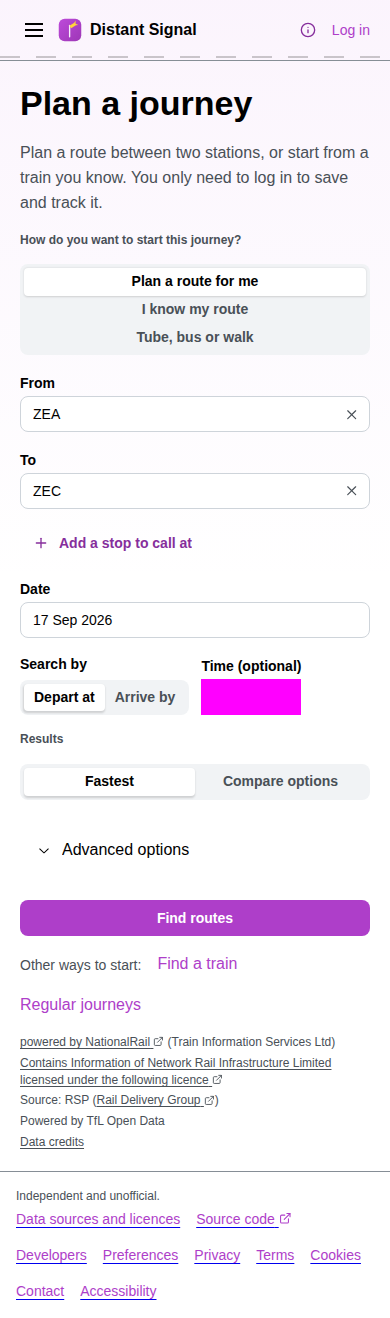 Distant Signal
Log in
Plan a journey
Plan a route between two stations, or start from a
train you know. You only need to log in to save
and track it.
How do you want to start this journey?
Plan a route for me
I know my route
Tube, bus or walk
From
ZEA
To
ZEC
Add a stop to call at
Date
17 Sep 2026
Search by
Time (optional)
Depart at
Arrive by
Results
Fastest
Compare options
Advanced options
Find routes
Other ways to start:
Find a train
Regular journeys
powered by NationalRail (Train Information Services Ltd)
Contains Information of Network Rail Infrastructure Limited
licensed under the following licence
Source: RSP (Rail Delivery Group )
Powered by TfL Open Data
Data credits
Independent and unofficial.
Data sources and licences
Source code
Developers
Preferences
Privacy
Terms
Cookies
Contact
Accessibility